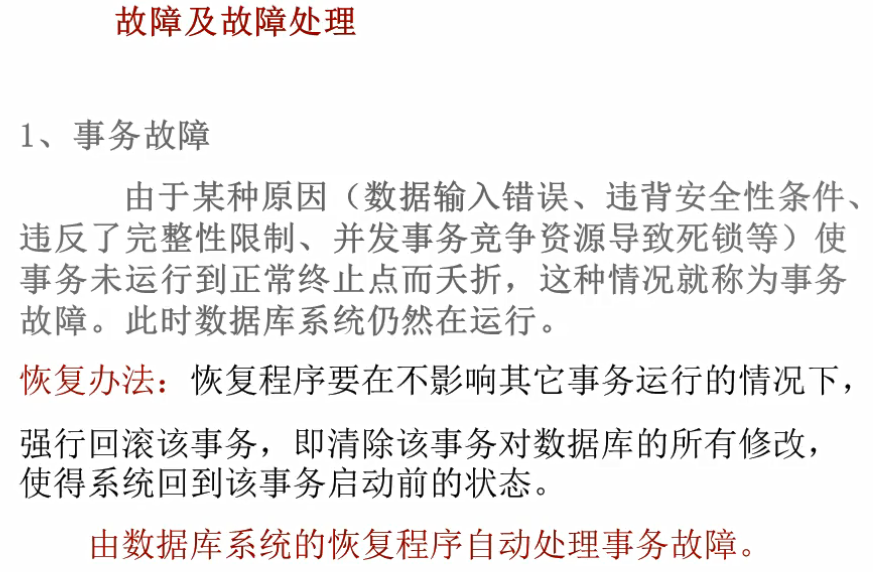 故障及故障处理
1、事务故障
由于某种原因（数据输入错误、违背安全性条件、
违反了完整性限制、并发事务竞争资源导致死锁等）使
事务未运行到正常终止点而夭折，这种情况就称为事务
故障。此时数据库系统仍然在运行。
恢复办法：恢复程序要在不影响其它事务运行的情况下，
强行回滚该事务，即清除该事务对数据库的所有修改，
使得系统回到该事务启动前的状态。
由数据库系统的恢复程序自动处理事务故障。